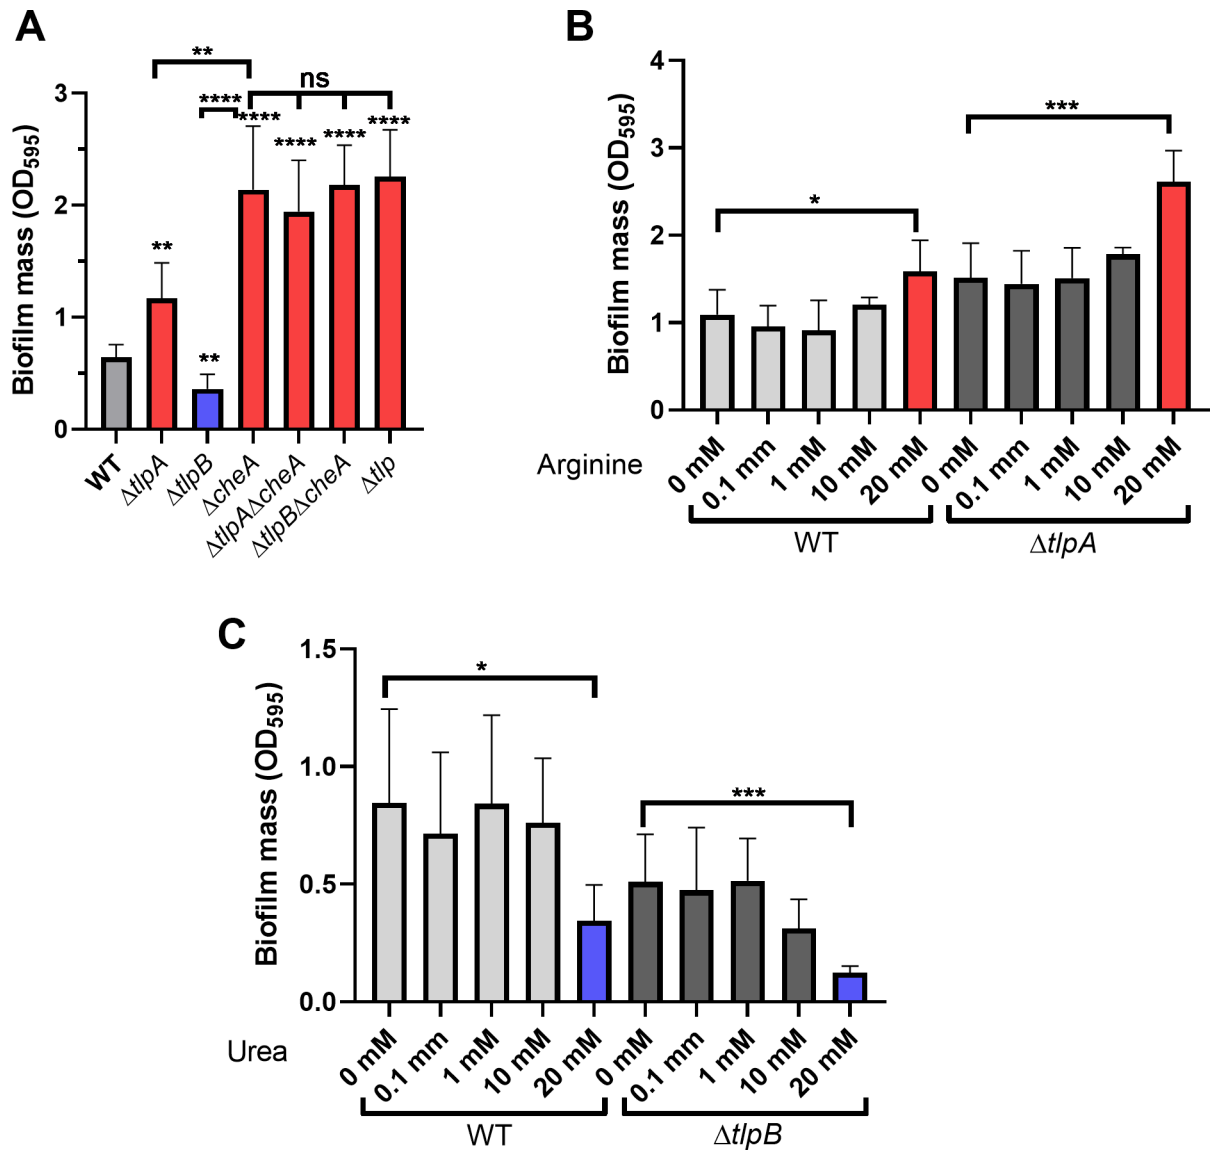 A
**
ns
****
****
****
****
****
**
**
3
2
1
0
Biofilm mass (OD595)
WT
ΔtlpA
ΔtlpB
ΔcheA
ΔtlpAΔcheA
ΔtlpBΔcheA
Δtlp
B
4
3
2
1
0
Biofilm mass (OD595)
*
***
Arginine
0 mM
0.1 mm
1 mM
10 mM
20 mM
0 mM
0.1 mm
1 mM
10 mM
20 mM
WT
ΔtlpA
C
1.5
1.0
0.5
0.0
Biofilm mass (OD595)
*
***
Urea
0 mM
0.1 mm
1 mM
10 mM
20 mM
0 mM
0.1 mm
1 mM
10 mM
20 mM
WT
ΔtlpB